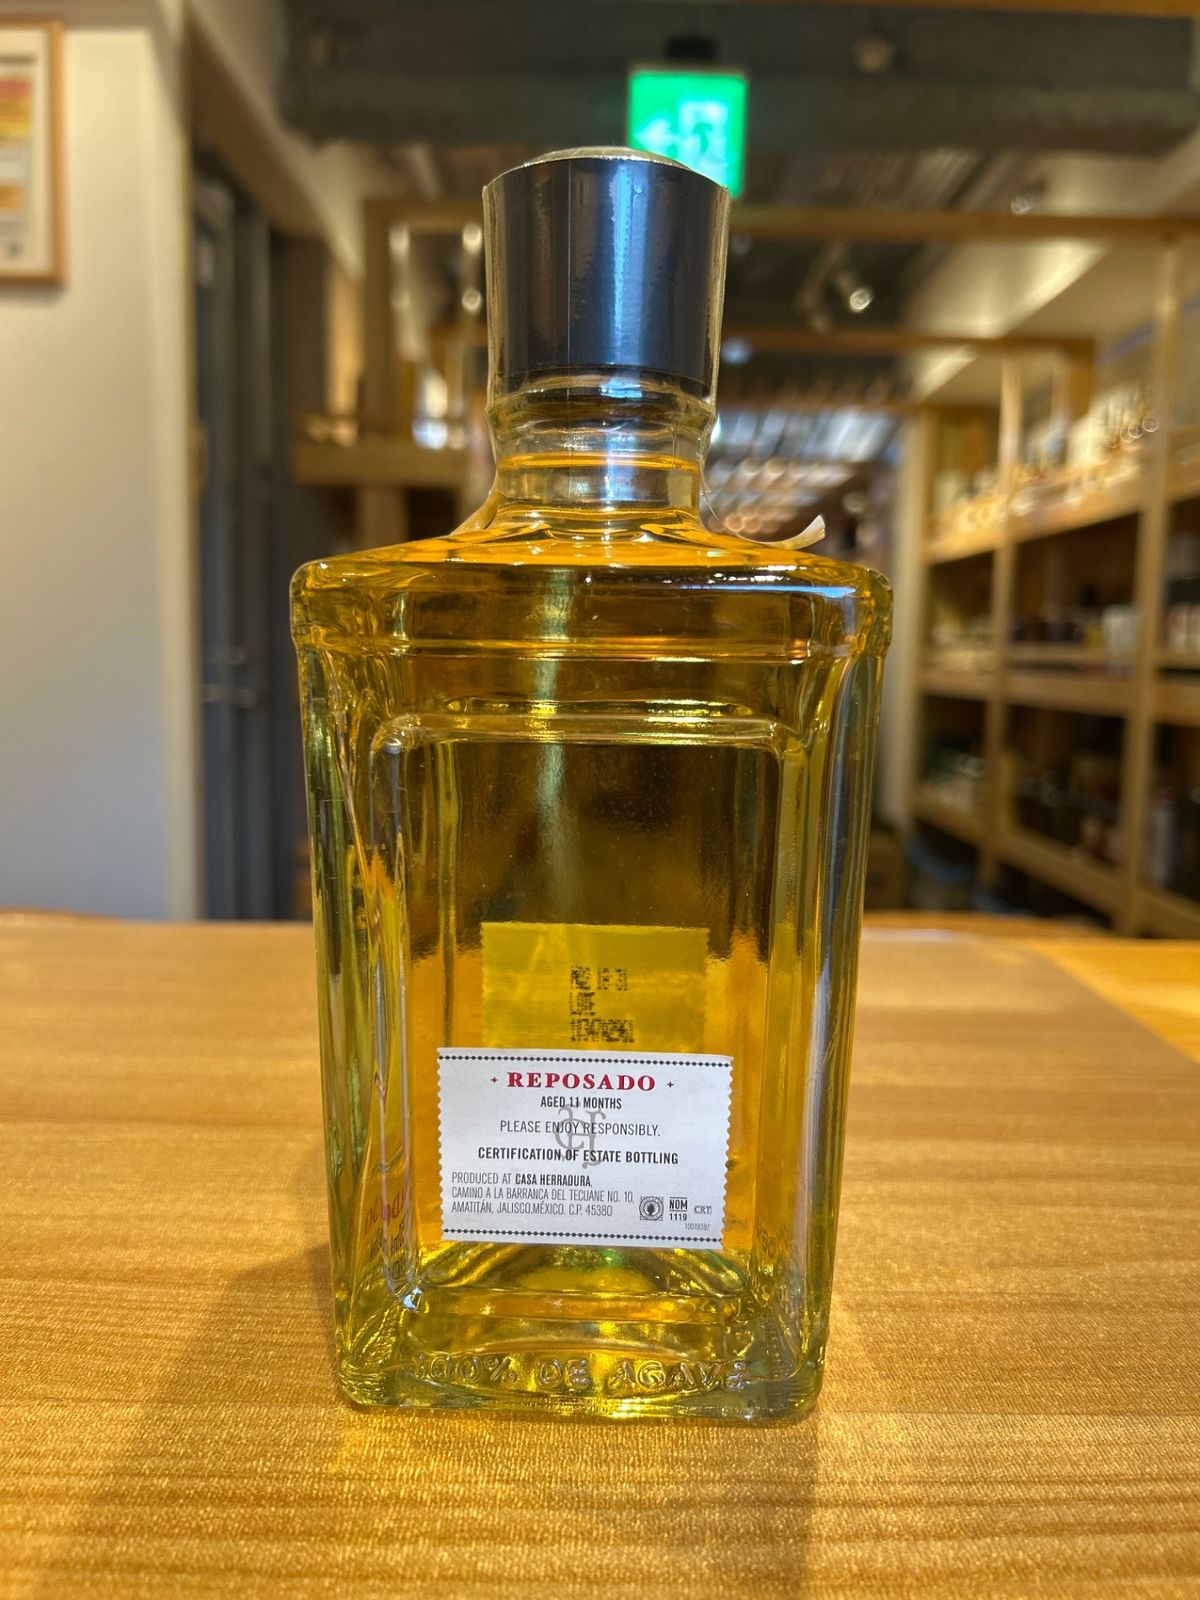 REPOSADO
AGED 11 MONTHS
PLEASE ENJOY RESPONSIBLY.
CERTIFICATION OF ESTATE BOTTLING
PRODUCED AT CASA HERRADURA.
CAMINO A LA BARRANCA DEL TECUANE NO. 10,
AMATITÁN, JALISCO,MÉXICO. C.P. 45380
NOM
1119
CRT
10019287
100% DE AGAVE